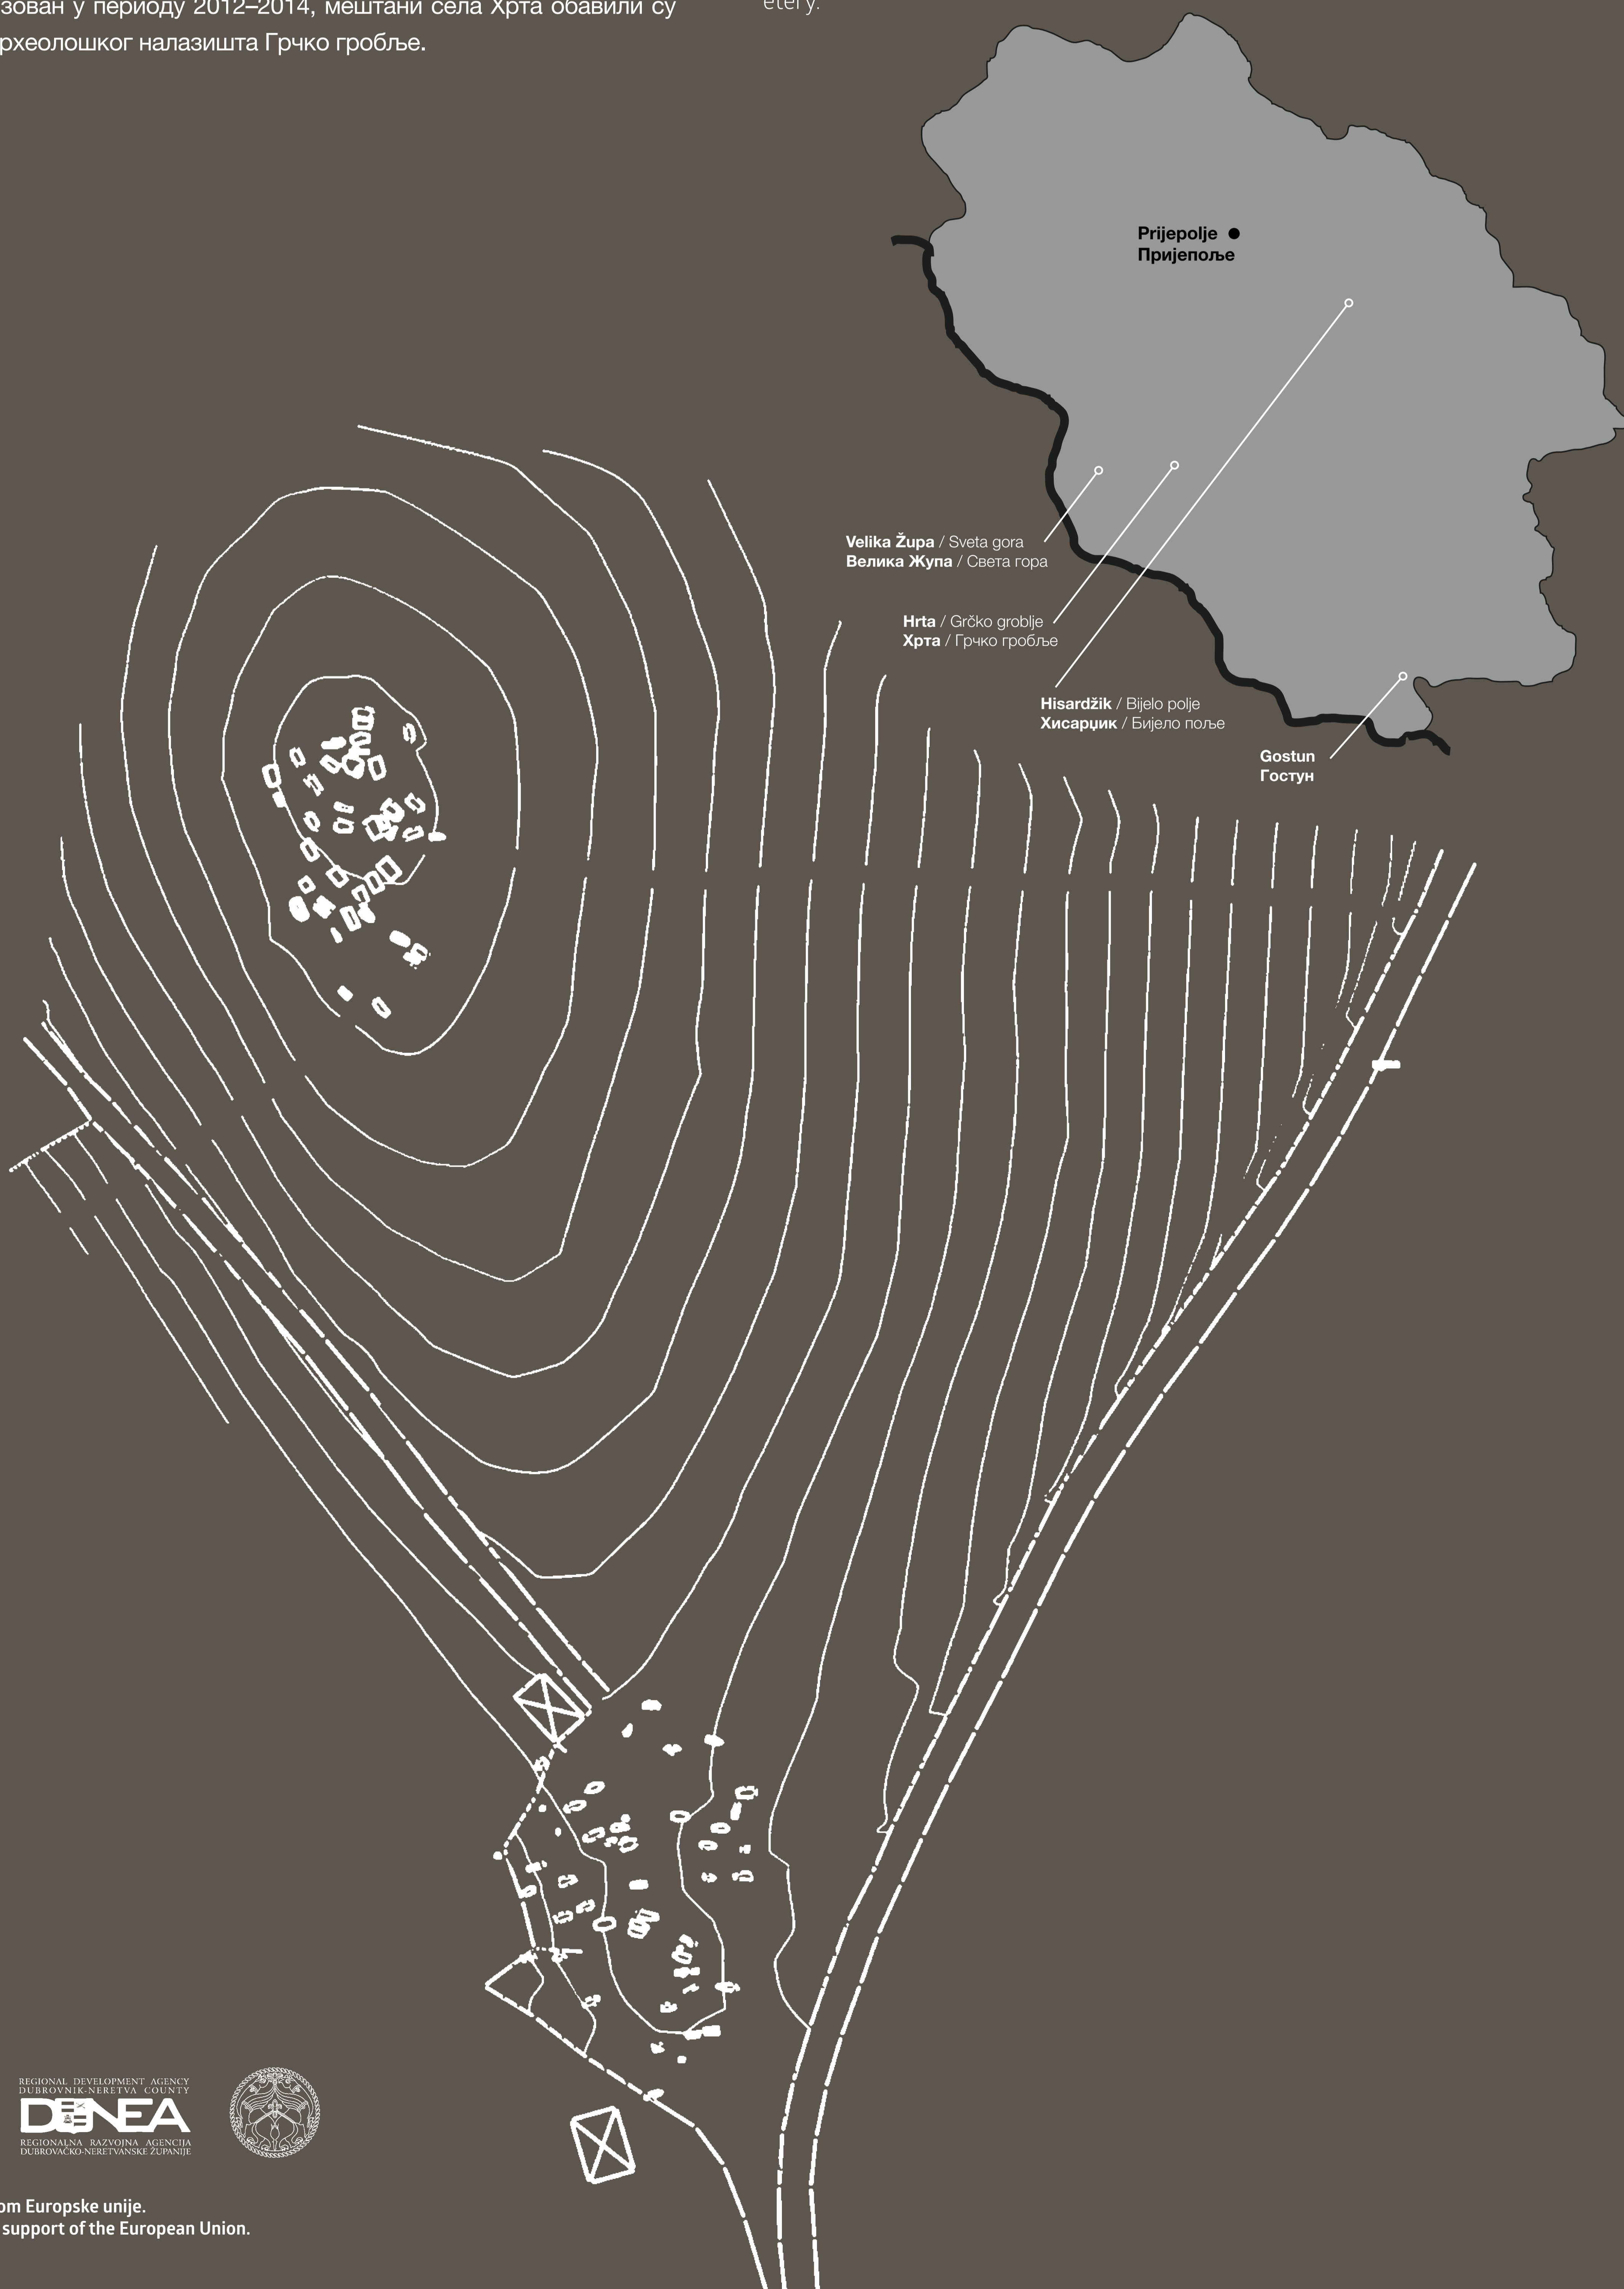 зован у периоду 2012–2014, мештани села Хрта обавили су
рхеолошког налазишта Грчко гробље.
etery.
Prijepolje
Пријепоље
Velika Župa / Sveta gora
Велика Жупа / Света гора
Hrta / Grčko groblje
Хрта / Грчко гробље
Hisardžik / Bijelo polje
Хисарџик / Бијело поље
Gostun
Гостун
REGIONAL DEVELOPMENT AGENCY
DUBROVNIK-NERETVA COUNTY
DUNEA
REGIONALNA RAZVOJNA AGENCIJA
DUBROVAČKO-NERETVANSKE ŽUPANIJE
om Europske unije.
support of the European Union.